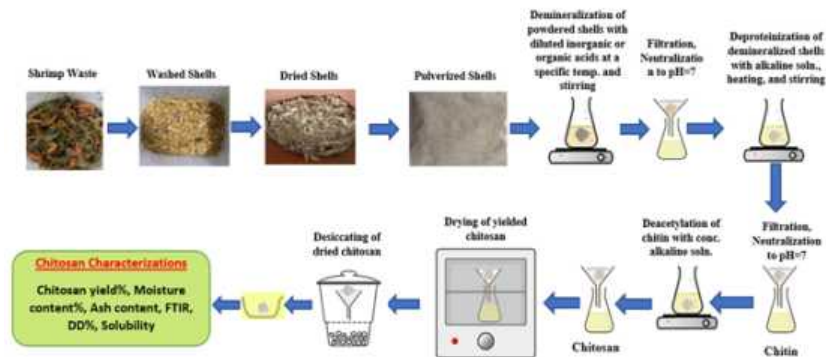 Shrimp Waste
Washed Shells
Dried Shells
Pulverized Shells
Demineralization of
powdered shells with
diluted inorganic or
organic acids at a
specific temp. and
stirring
Filtration,
Neutralizatio
n to pH=7
Deproteinization of
demineralized shells
with alkaline soln.,
heating, and stirring
Filtration,
Neutralization
to pH=7
Chitin
Deacetylation of
chitin with conc.
alkaline soln.
Chitosan
Drying of yielded
chitosan
Desiccating of
dried chitosan
Chitosan Characterizations
Chitosan yield%, Moisture
content%, Ash content, FTIR,
DD%, Solubility